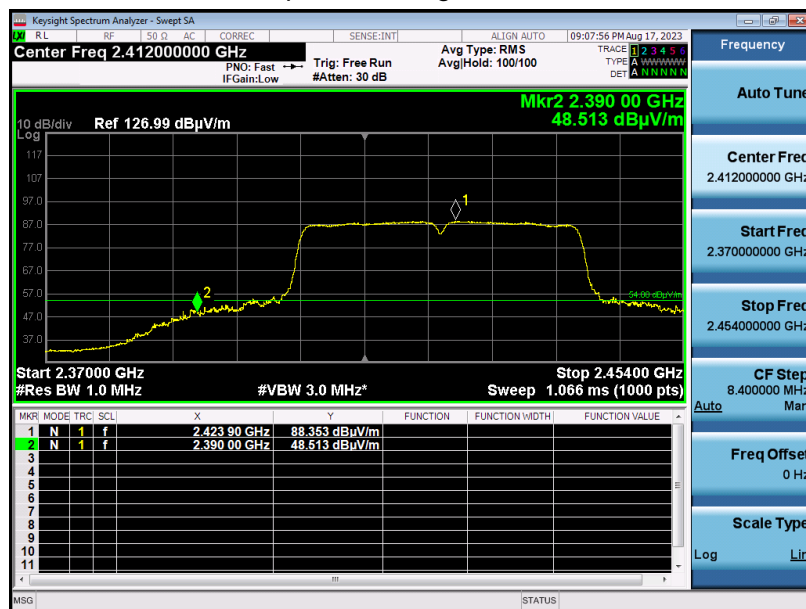 Keysight Spectrum Analyzer - Swept SA
LXI RL RF 50 Ω AC CORREC SENSE:INT ALIGN AUTO 09:07:56 PM Aug 17, 2023
Center Freq 2.412000000 GHz
PNO: Fast
IFGain:Low
Trig: Free Run
#Atten: 30 dB
Avg Type: RMS
Avg|Hold: 100/100
TRACE 1 2 3 4 5 6
TYPE A WWWWW
DET A N N N N N
Mkr2 2.390 00 GHz
48.513 dBµV/m
10 dB/div Ref 126.99 dBµV/m
Log
117
107
97.0
87.0
77.0
67.0
57.0
47.0
37.0
1
2
54.00 dBµV/m
Start 2.37000 GHz Stop 2.45400 GHz
#Res BW 1.0 MHz #VBW 3.0 MHz* Sweep 1.066 ms (1000 pts)
MKR MODE TRC SCL X Y FUNCTION FUNCTION WIDTH FUNCTION VALUE
1 N 1 f 2.423 90 GHz 88.353 dBµV/m
2 N 1 f 2.390 00 GHz 48.513 dBµV/m
3
4
5
6
7
8
9
10
11
MSG STATUS
Frequency
Auto Tune
Center Freq
2.412000000 GHz
Start Freq
2.370000000 GHz
Stop Freq
2.454000000 GHz
CF Step
8.400000 MHz
Auto Man
Freq Offset
0 Hz
Scale Type
Log Lin